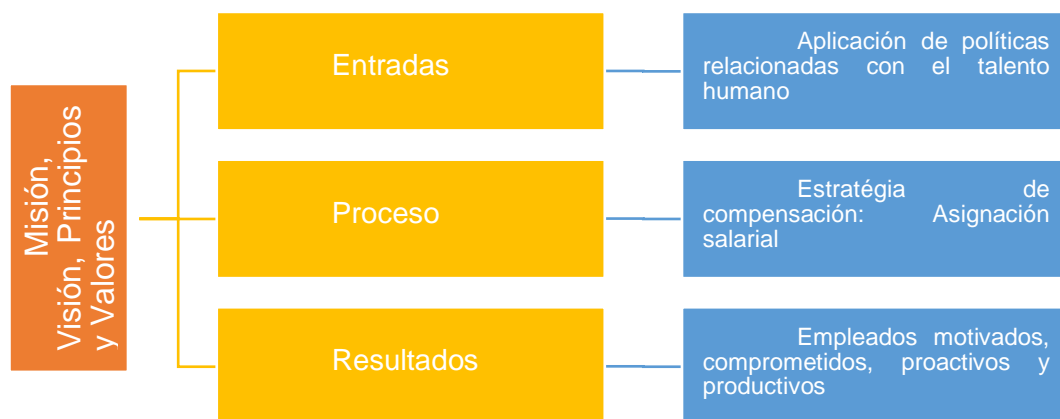 Misión,
Visión, Principios
y Valores
Entradas
Aplicación de políticas
relacionadas con el talento
humano
Proceso
Estratégia de
compensación: Asignación
salarial
Resultados
Empleados motivados,
comprometidos, proactivos y
productivos